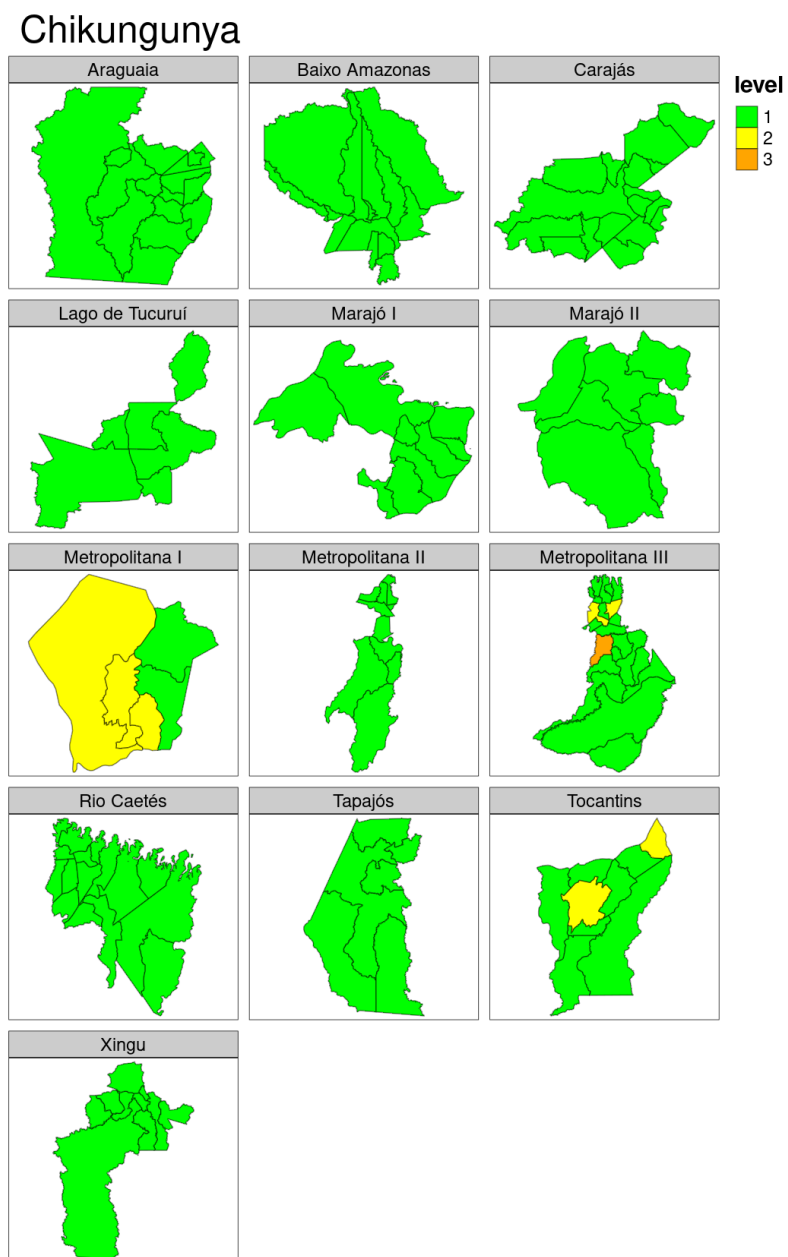 Chikungunya
Araguaia
Baixo Amazonas
Carajás
level
1
2
3
Lago de Tucuruí
Marajó I
Marajó II
Metropolitana I
Metropolitana II
Metropolitana III
Rio Caetés
Tapajós
Tocantins
Xingu